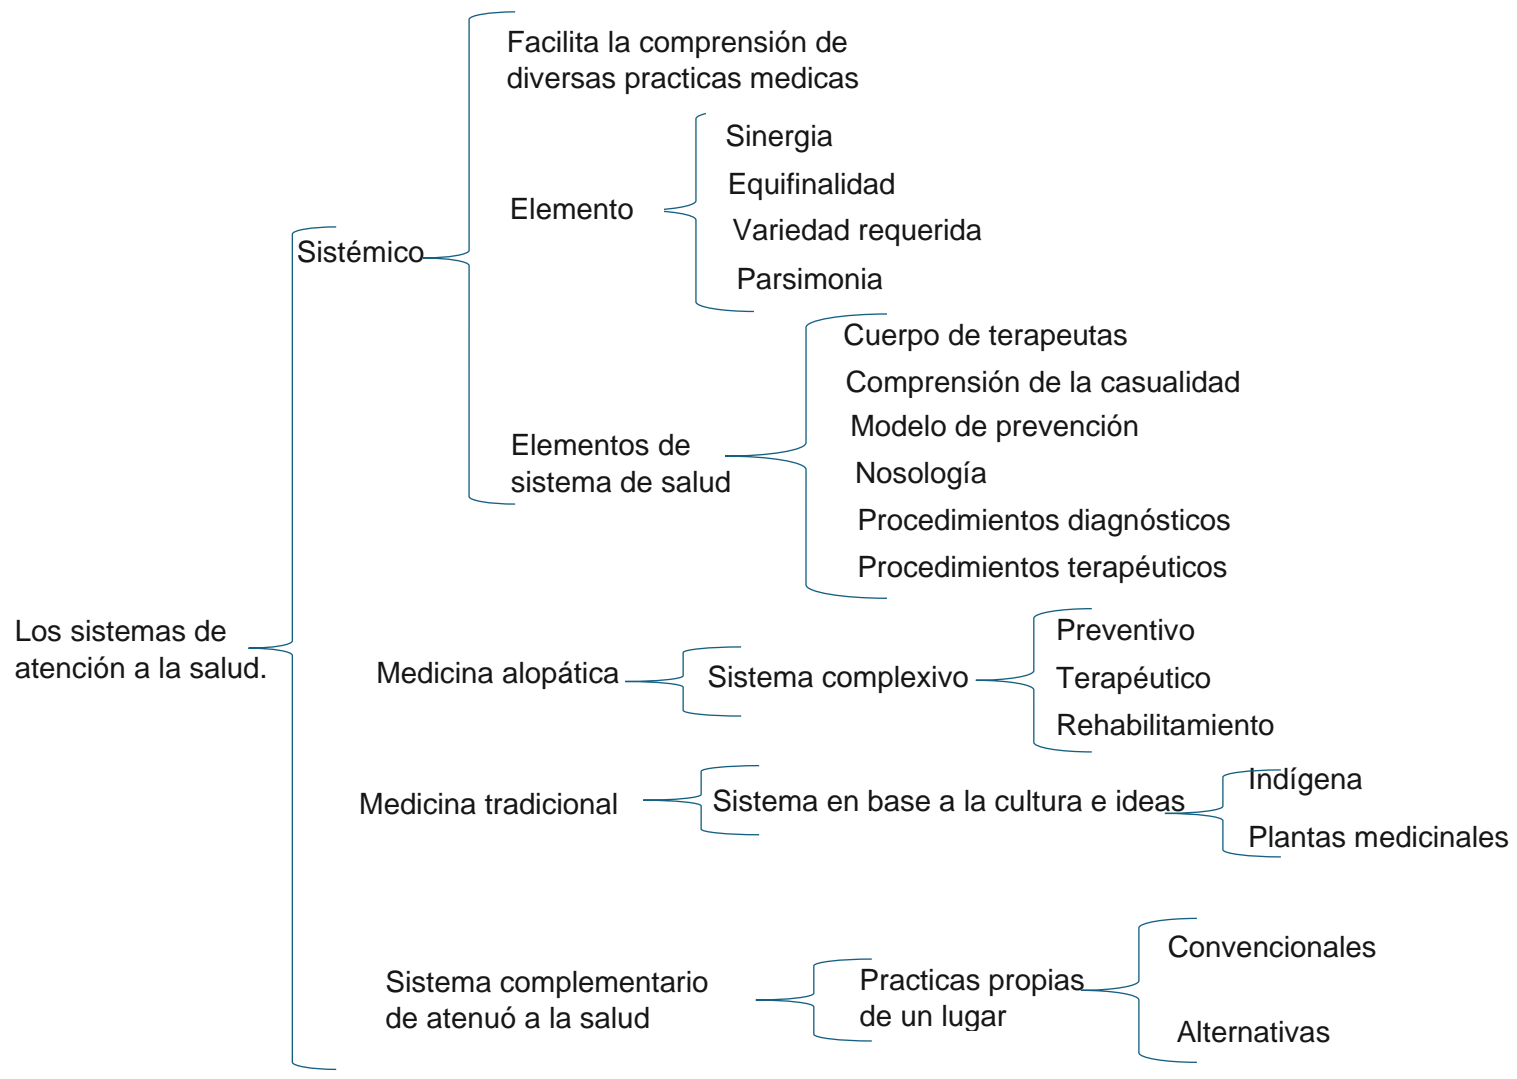 Facilita la comprensión de
diversas practicas medicas
Sinergia
Equifinalidad
Elemento
Variedad requerida
Sistémico
Parsimonia
Cuerpo de terapeutas
Comprensión de la casualidad
Modelo de prevención
Elementos de
sistema de salud
Nosología
Procedimientos diagnósticos
Procedimientos terapéuticos
Los sistemas de
atención a la salud.
Medicina alopática
Sistema complexivo
Preventivo
Terapéutico
Rehabilitamiento
Medicina tradicional
Sistema en base a la cultura e ideas
Indígena
Plantas medicinales
Sistema complementario
de atenuó a la salud
Practicas propias
de un lugar
Convencionales
Alternativas